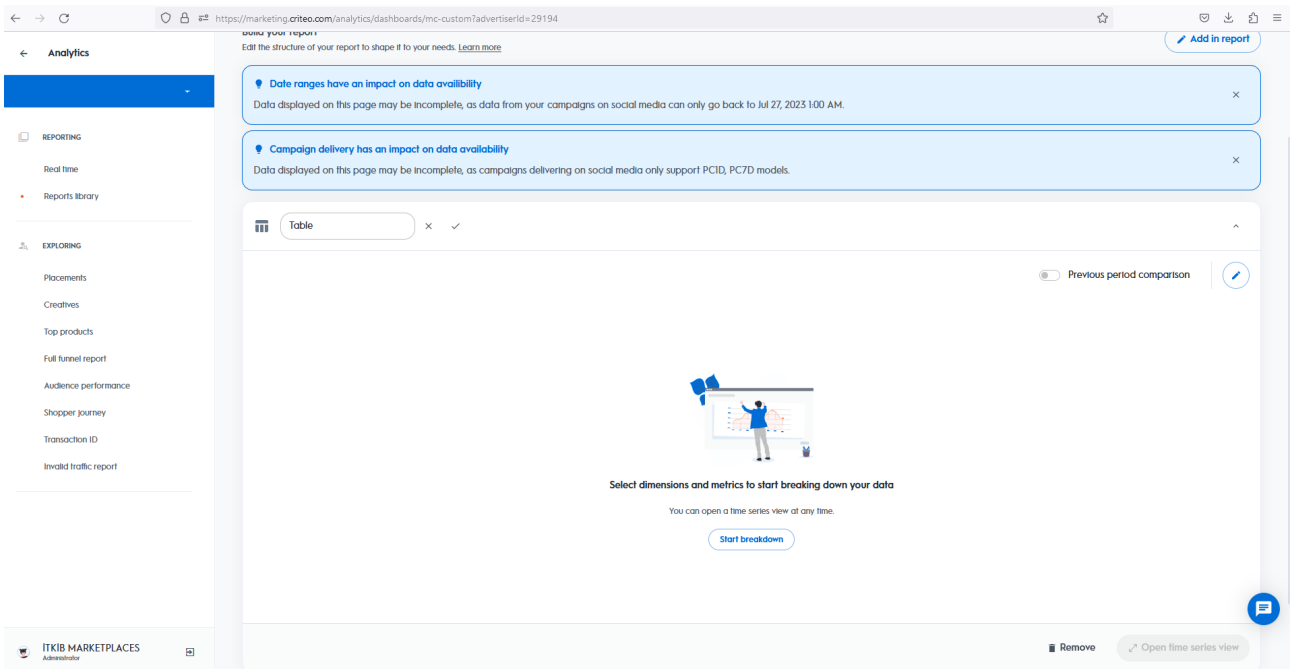 https://marketing.criteo.com/analytics/dashboards/mc-custom?advertiserId=29194
Analytics
REPORTING
Real time
Reports library
EXPLORING
Placements
Creatives
Top products
Full funnel report
Audience performance
Shopper journey
Transaction ID
Invalid traffic report
İTKİB MARKETPLACES
Administrator
Build your report
Edit the structure of your report to shape it to your needs. Learn more
Add in report
Date ranges have an impact on data availibility
Data displayed on this page may be incomplete, as data from your campaigns on social media can only go back to Jul 27, 2023 1:00 AM.
Campaign delivery has an impact on data availability
Data displayed on this page may be incomplete, as campaigns delivering on social media only support PC1D, PC7D models.
Table
Previous period comparison
Select dimensions and metrics to start breaking down your data
You can open a time series view at any time.
Start breakdown
Remove
Open time series view